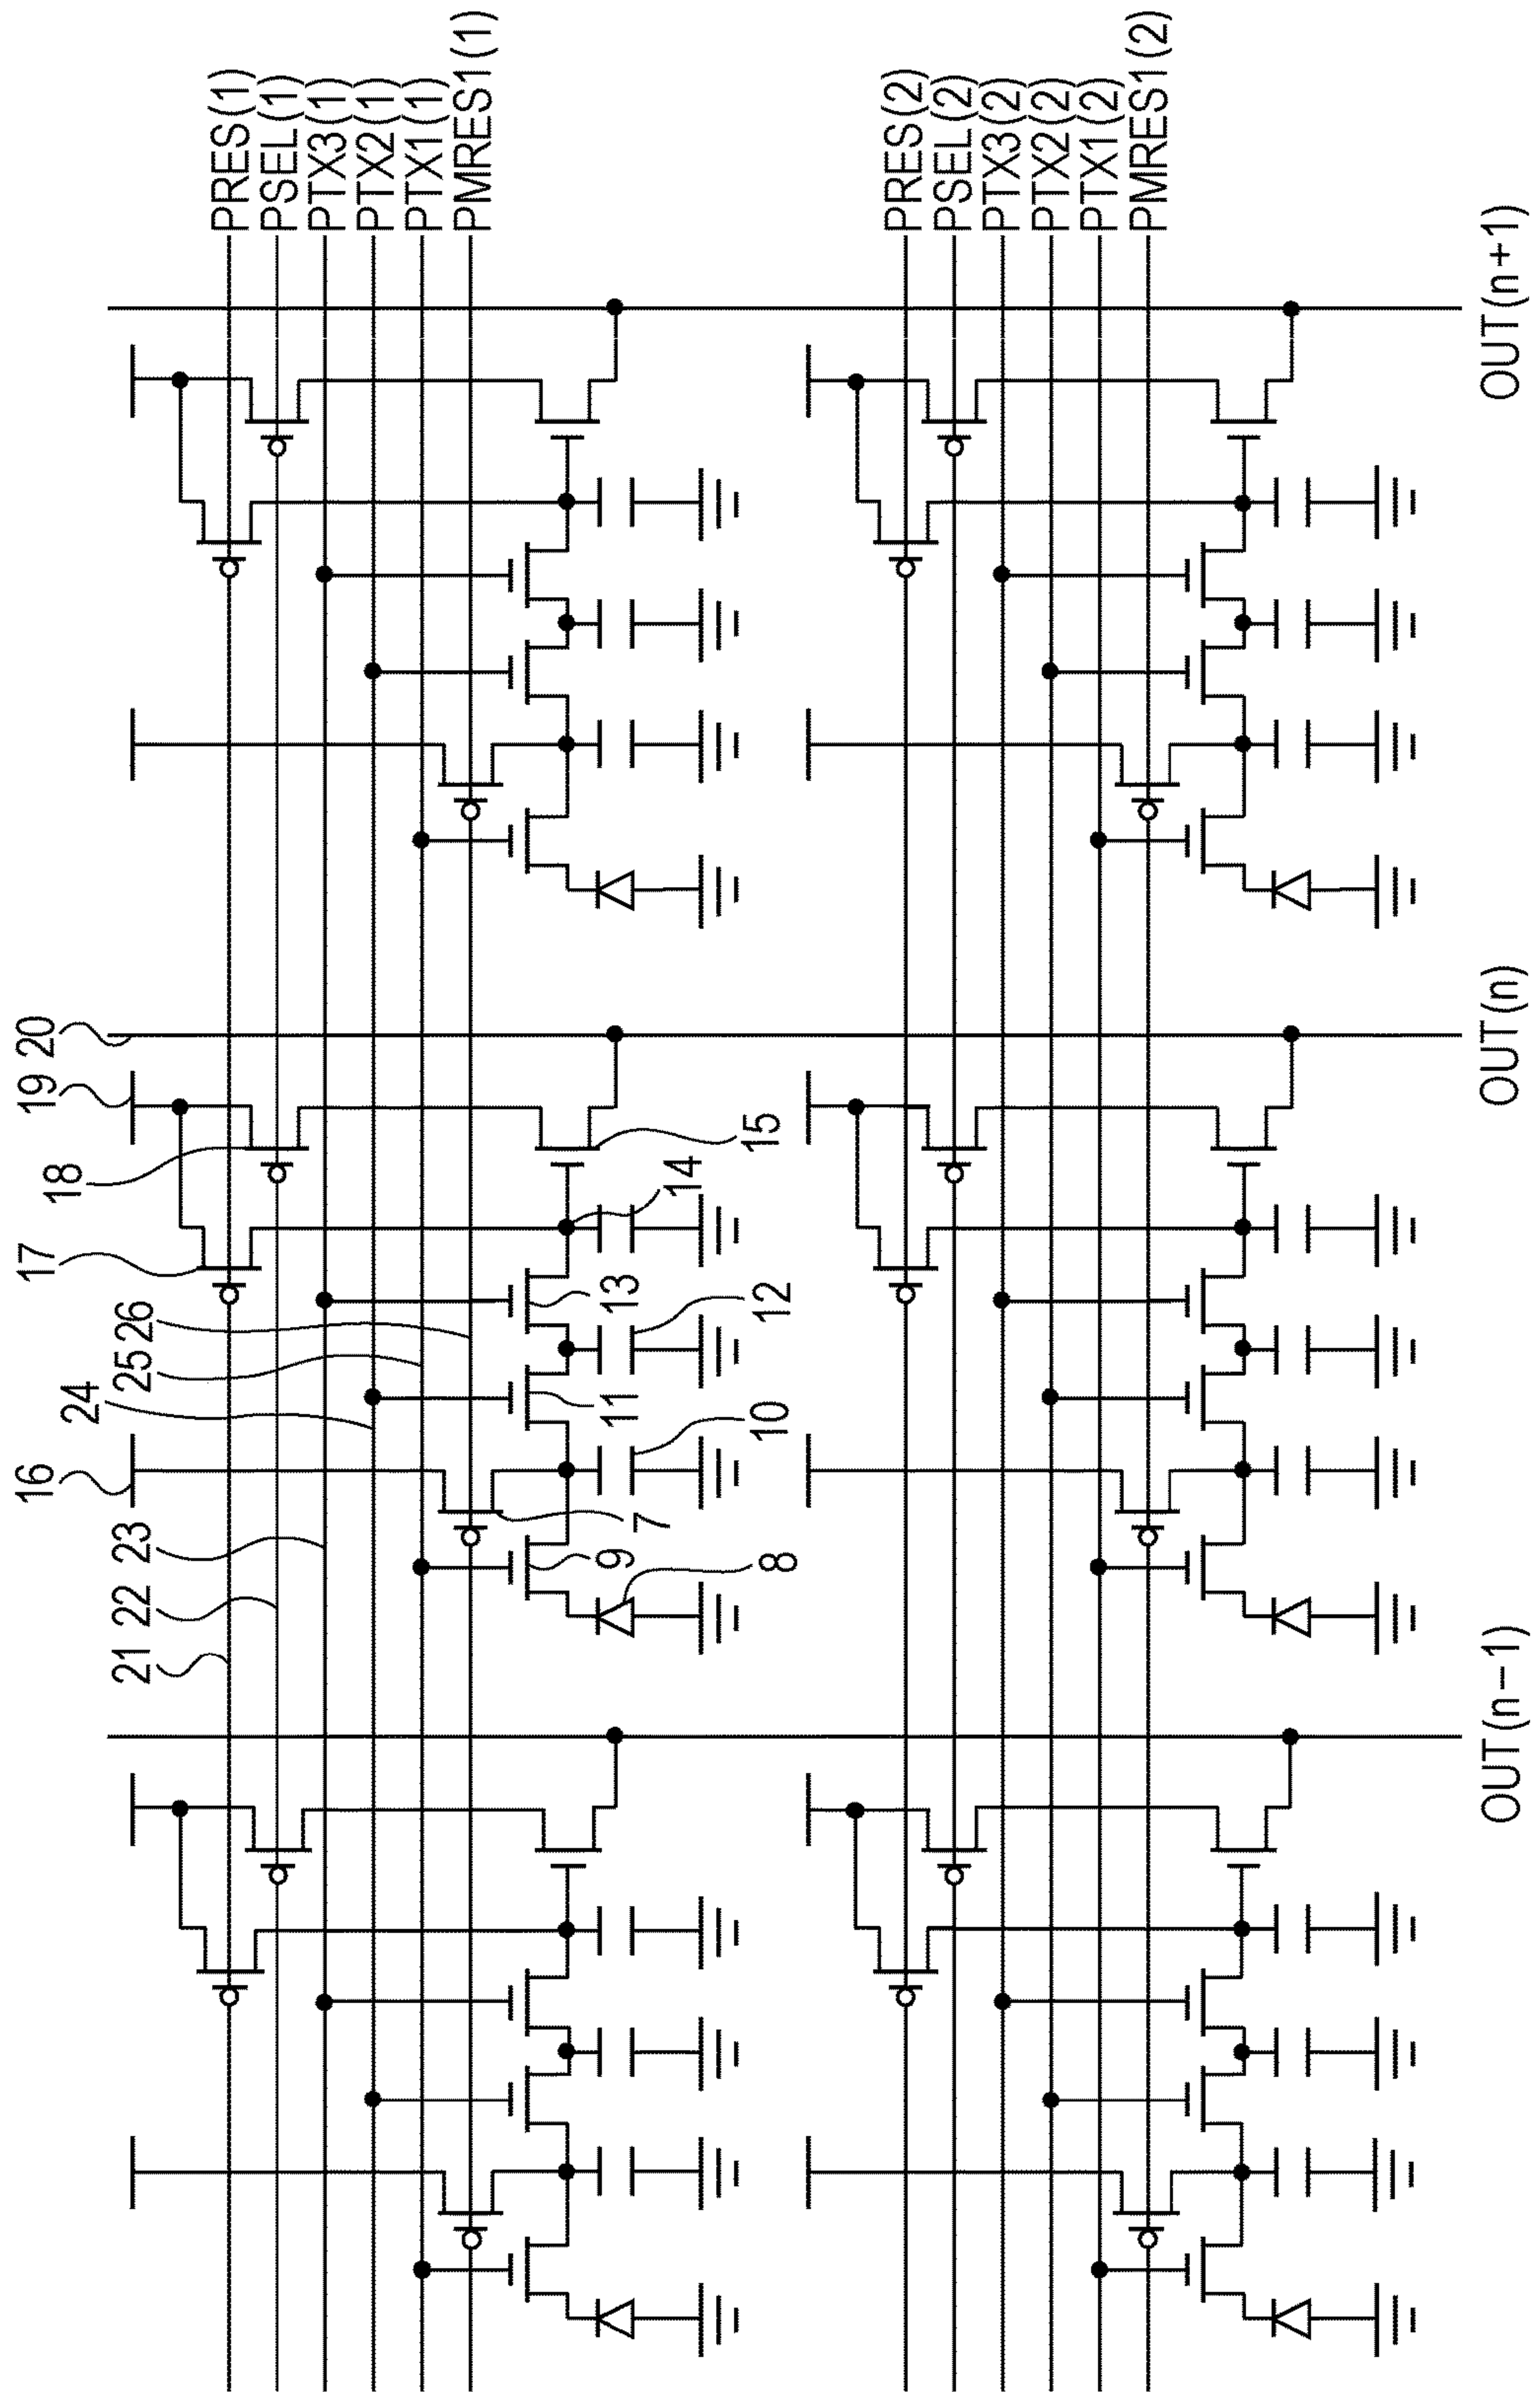 PRES(1)
PSEL(1)
PTX3(1)
PTX2(1)
PTX1(1)
PMRES1(1)
PRES(2)
PSEL(2)
PTX3(2)
PTX2(2)
PTX1(2)
PMRES1(2)
OUT(n+1)
20
19
18
17
15
14
13
12
26
25
24
11
10
16
23
7
9
8
22
21
OUT(n)
OUT(n−1)